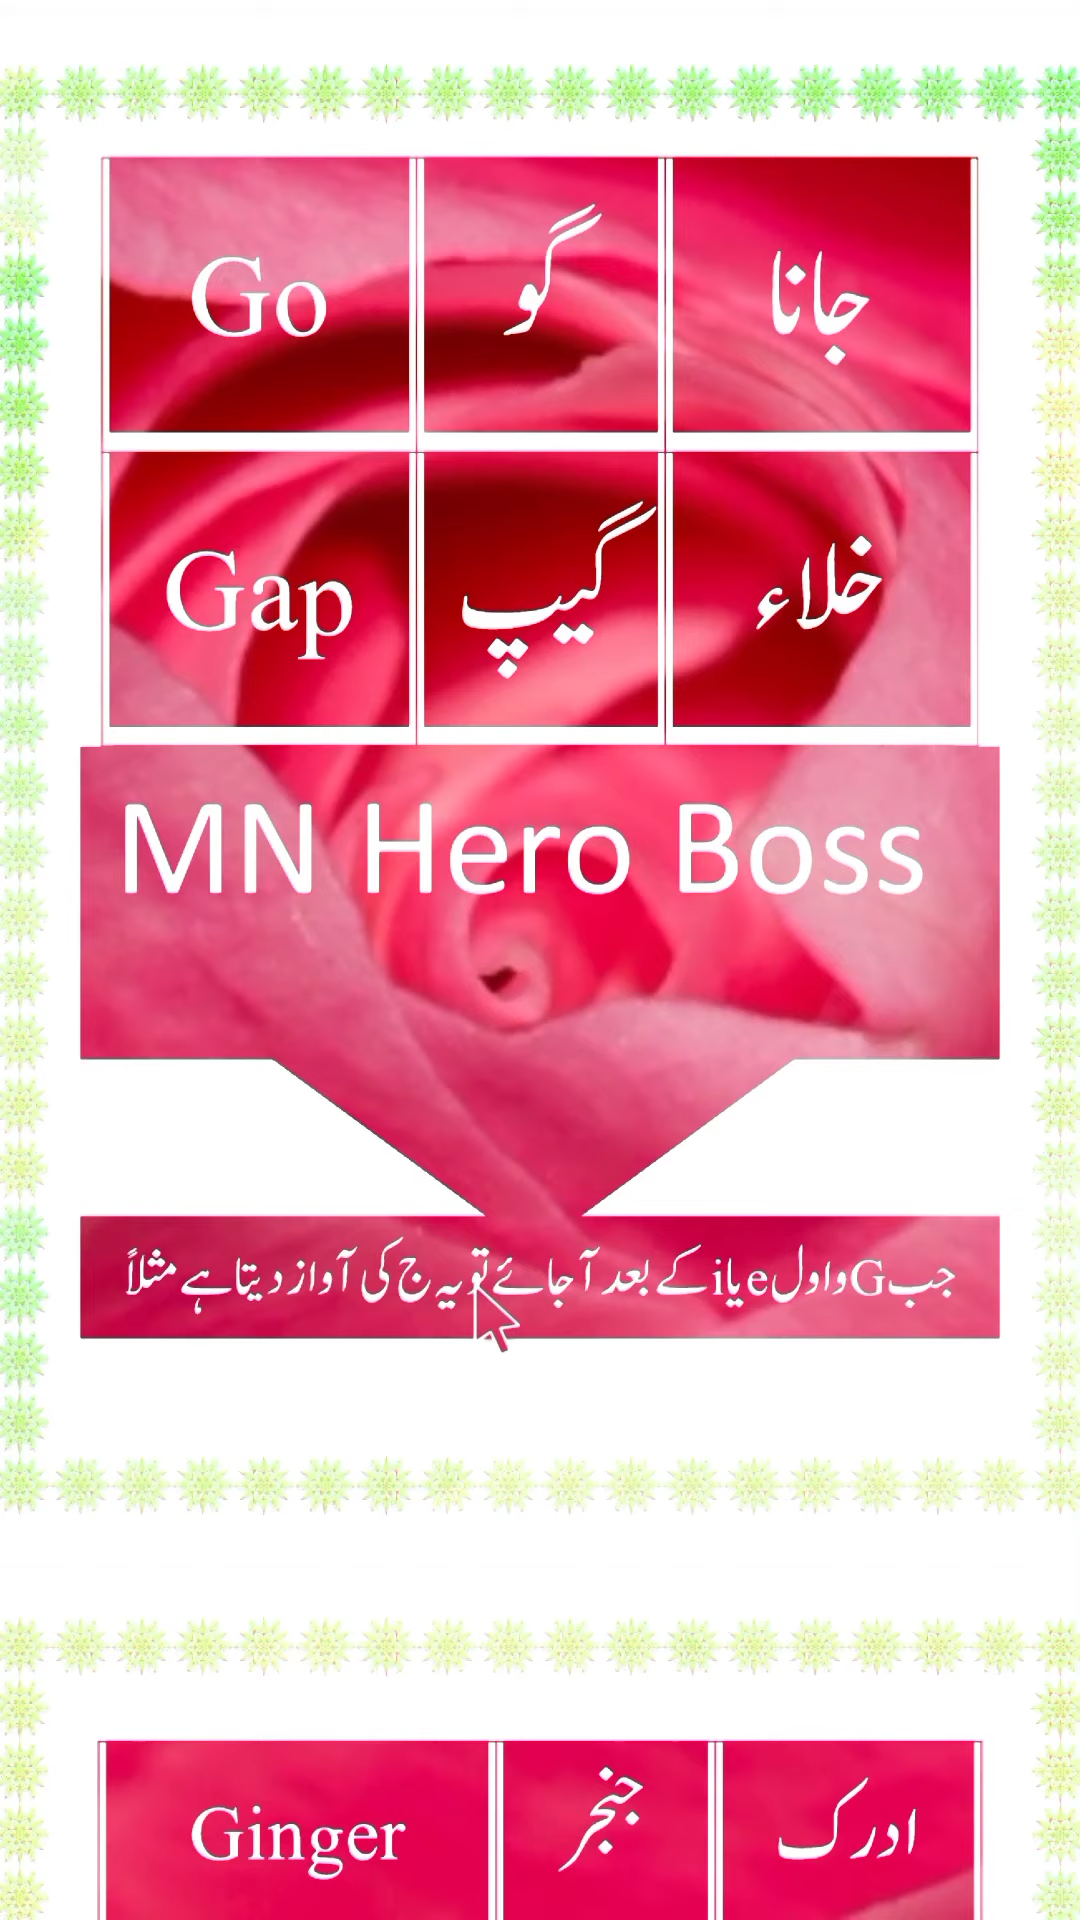 Go گو جانا
Gap گیپ خلاء
MN Hero Boss
جب G واول e یا i کے بعد آ جائے تو یہ ج کی آواز دیتا ہے مثلاً
Ginger جنجر ادرک